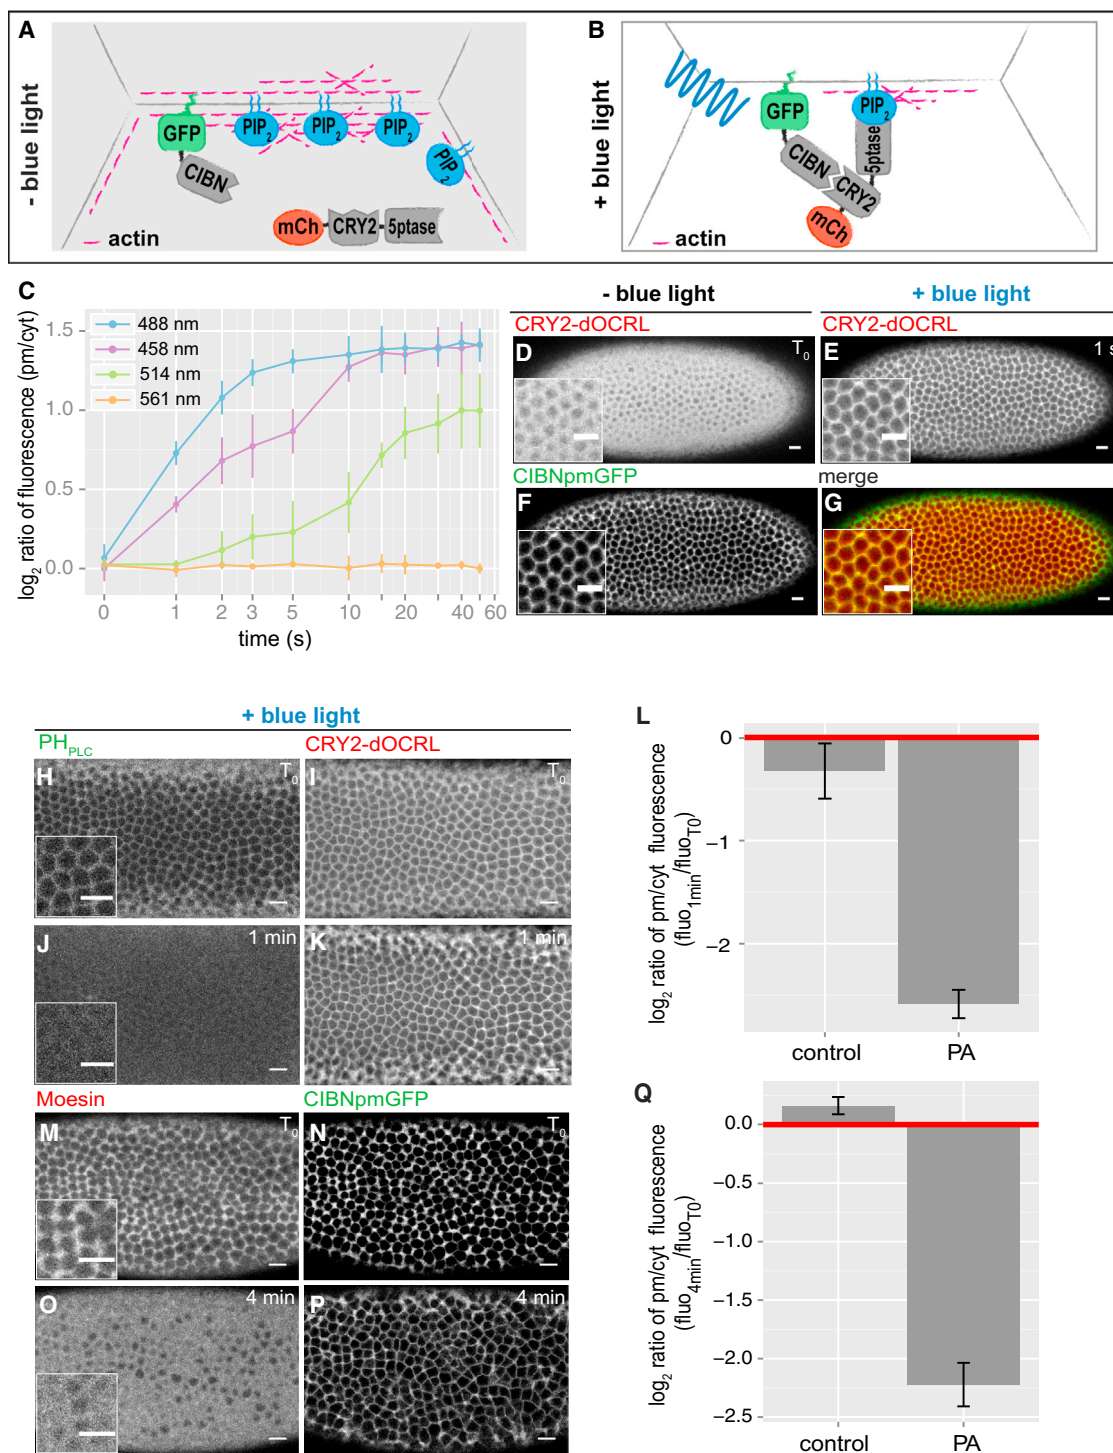 A
- blue light
GFP
CIBN
PIP2
PIP2
PIP2
PIP2
mCh
CRY2
5ptase
actin
B
+ blue light
GFP
CIBN
CRY2
mCh
PIP2
5ptase
actin
C
log2 ratio of fluorescence (pm/cyt)
1.5
1.0
0.5
0.0
488 nm
458 nm
514 nm
561 nm
0 1 2 3 5 10 20 40 60
time (s)
- blue light
+ blue light
CRY2-dOCRL
CRY2-dOCRL
D
T0
E
1 s
CIBNpmGFP
merge
F
G
+ blue light
PHPLC
CRY2-dOCRL
H
T0
I
T0
J
1 min
K
1 min
Moesin
CIBNpmGFP
M
T0
N
T0
O
4 min
P
4 min
L
log2 ratio of pm/cyt fluorescence
(fluo1min/fluoT0)
0
−1
−2
control
PA
Q
log2 ratio of pm/cyt fluorescence
(fluo4min/fluoT0)
0.0
−0.5
−1.0
−1.5
−2.0
−2.5
control
PA